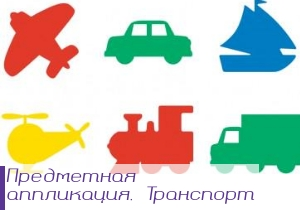 Предметная
аппликация. Транспорт